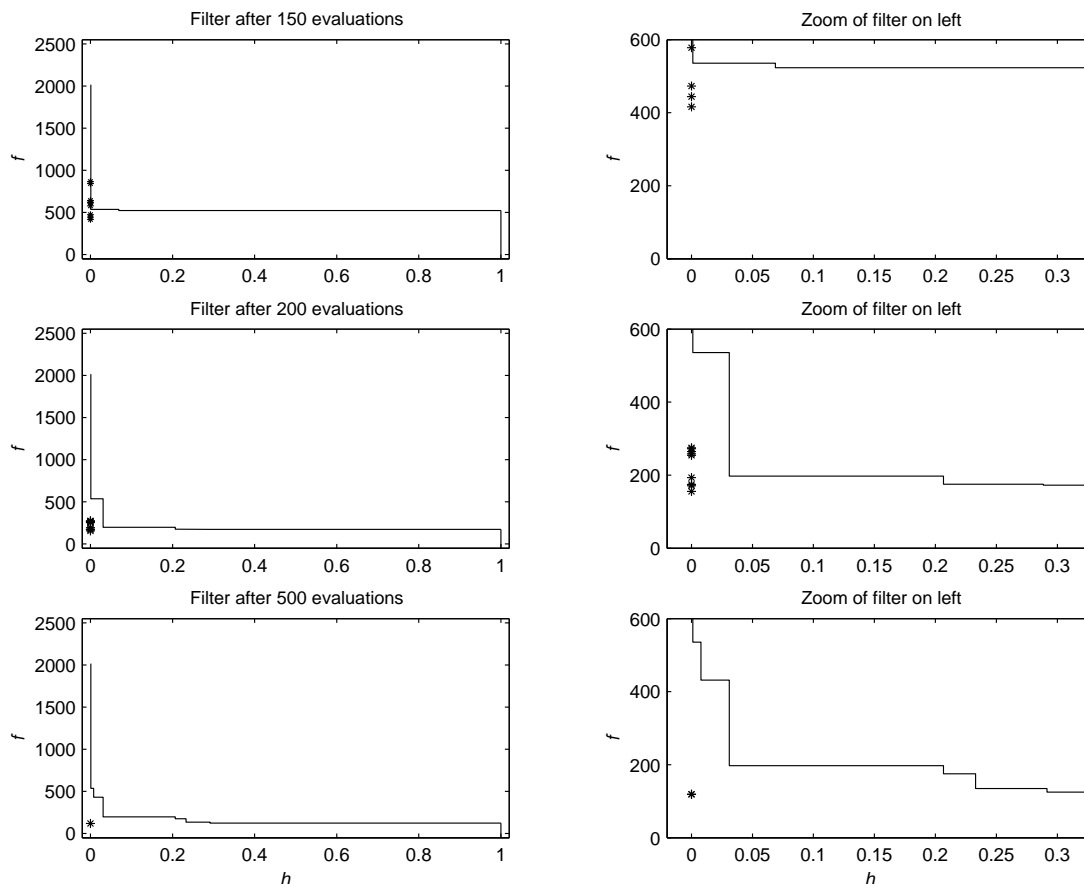 Filter after 150 evaluations
2500
2000
1500
1000
500
0
f
0 0.2 0.4 0.6 0.8 1
Zoom of filter on left
600
400
200
0
f
0 0.05 0.1 0.15 0.2 0.25 0.3
Filter after 200 evaluations
2500
2000
1500
1000
500
0
f
0 0.2 0.4 0.6 0.8 1
Zoom of filter on left
600
400
200
0
f
0 0.05 0.1 0.15 0.2 0.25 0.3
Filter after 500 evaluations
2500
2000
1500
1000
500
0
f
0 0.2 0.4 0.6 0.8 1
h
Zoom of filter on left
600
400
200
0
f
0 0.05 0.1 0.15 0.2 0.25 0.3
h